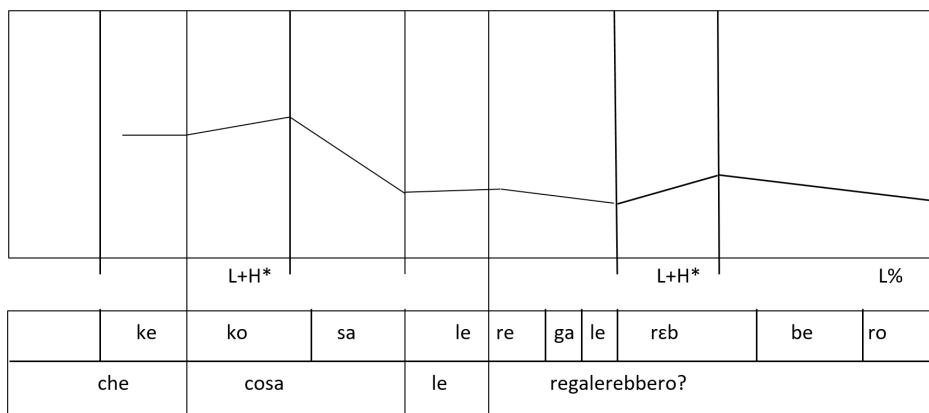 L+H* L+H* L%
ke ko sa le re ga le rɛb be ro
che cosa le regalerebbero?